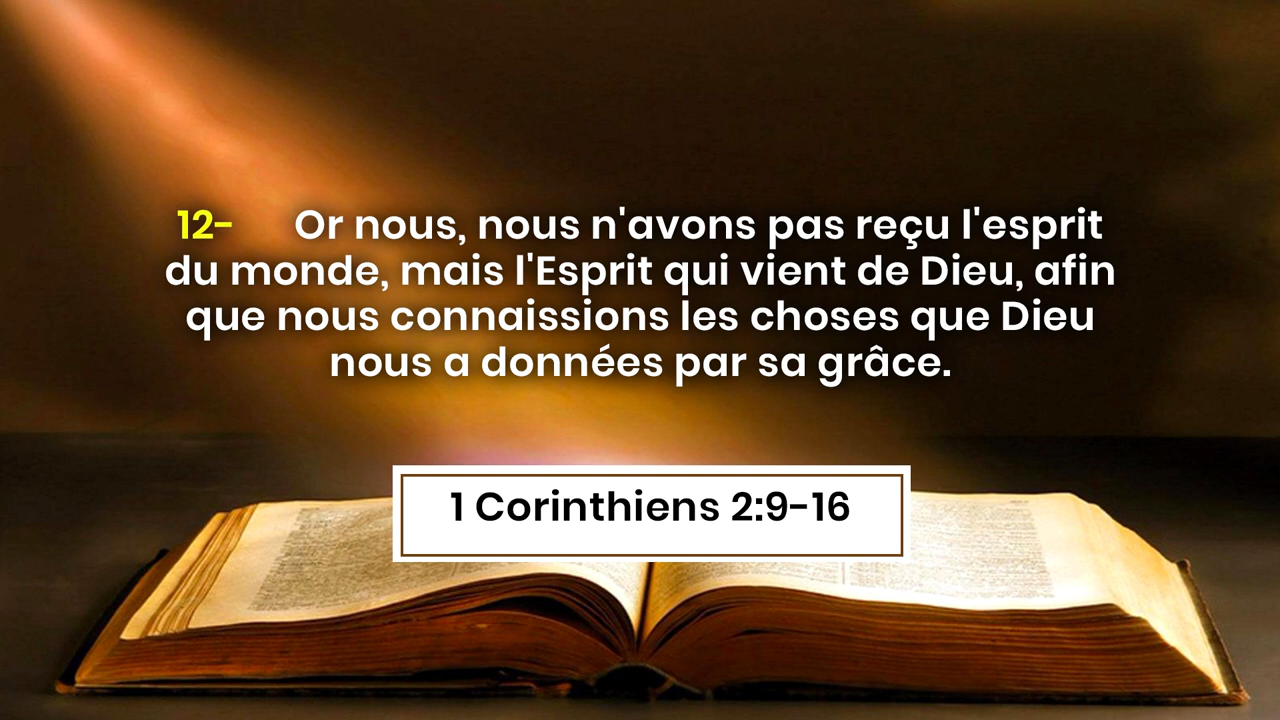 12- Or nous, nous n'avons pas reçu l'esprit
du monde, mais l'Esprit qui vient de Dieu, afin
que nous connaissions les choses que Dieu
nous a données par sa grâce.
1 Corinthiens 2:9-16